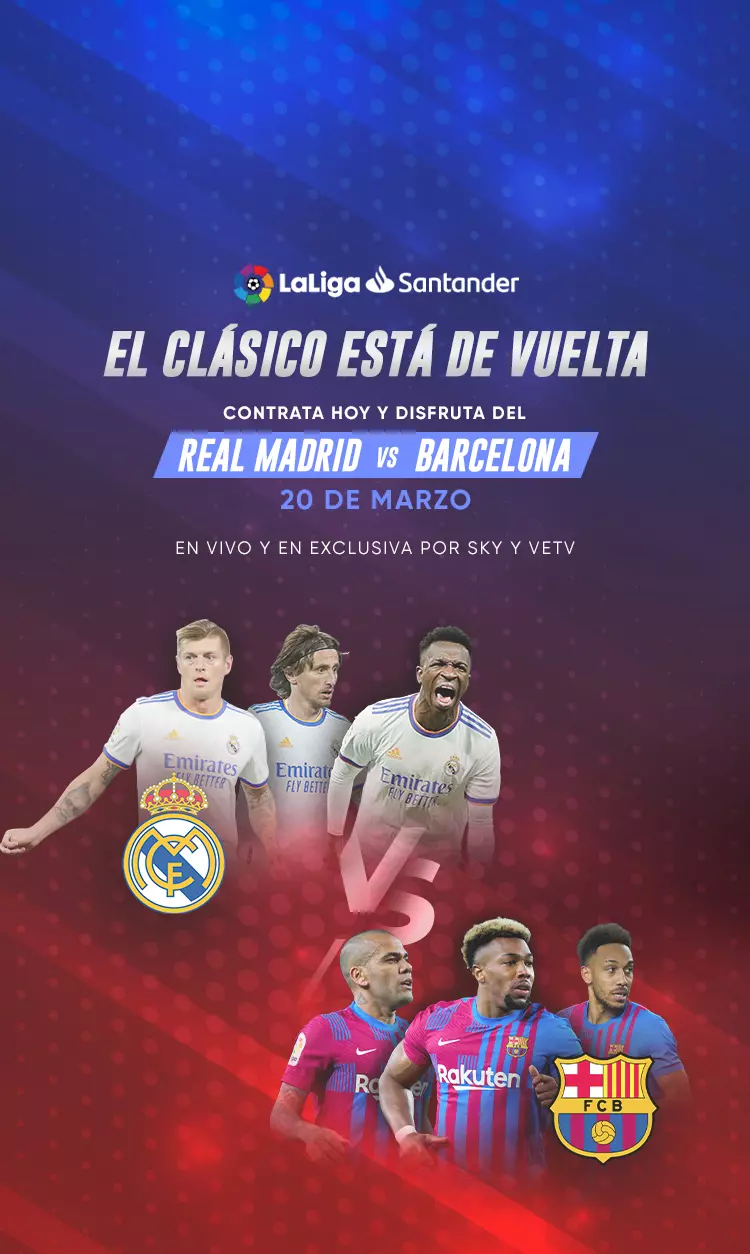 LaLiga Santander
EL CLÁSICO ESTÁ DE VUELTA
CONTRATA HOY Y DISFRUTA DEL
REAL MADRID VS BARCELONA
20 DE MARZO
EN VIVO Y EN EXCLUSIVA POR SKY Y VETV
Emirates
FLY BETTER
Emirates
FLY BETTER
Emirates
FLY BETTER
VS
Rakuten
FCB